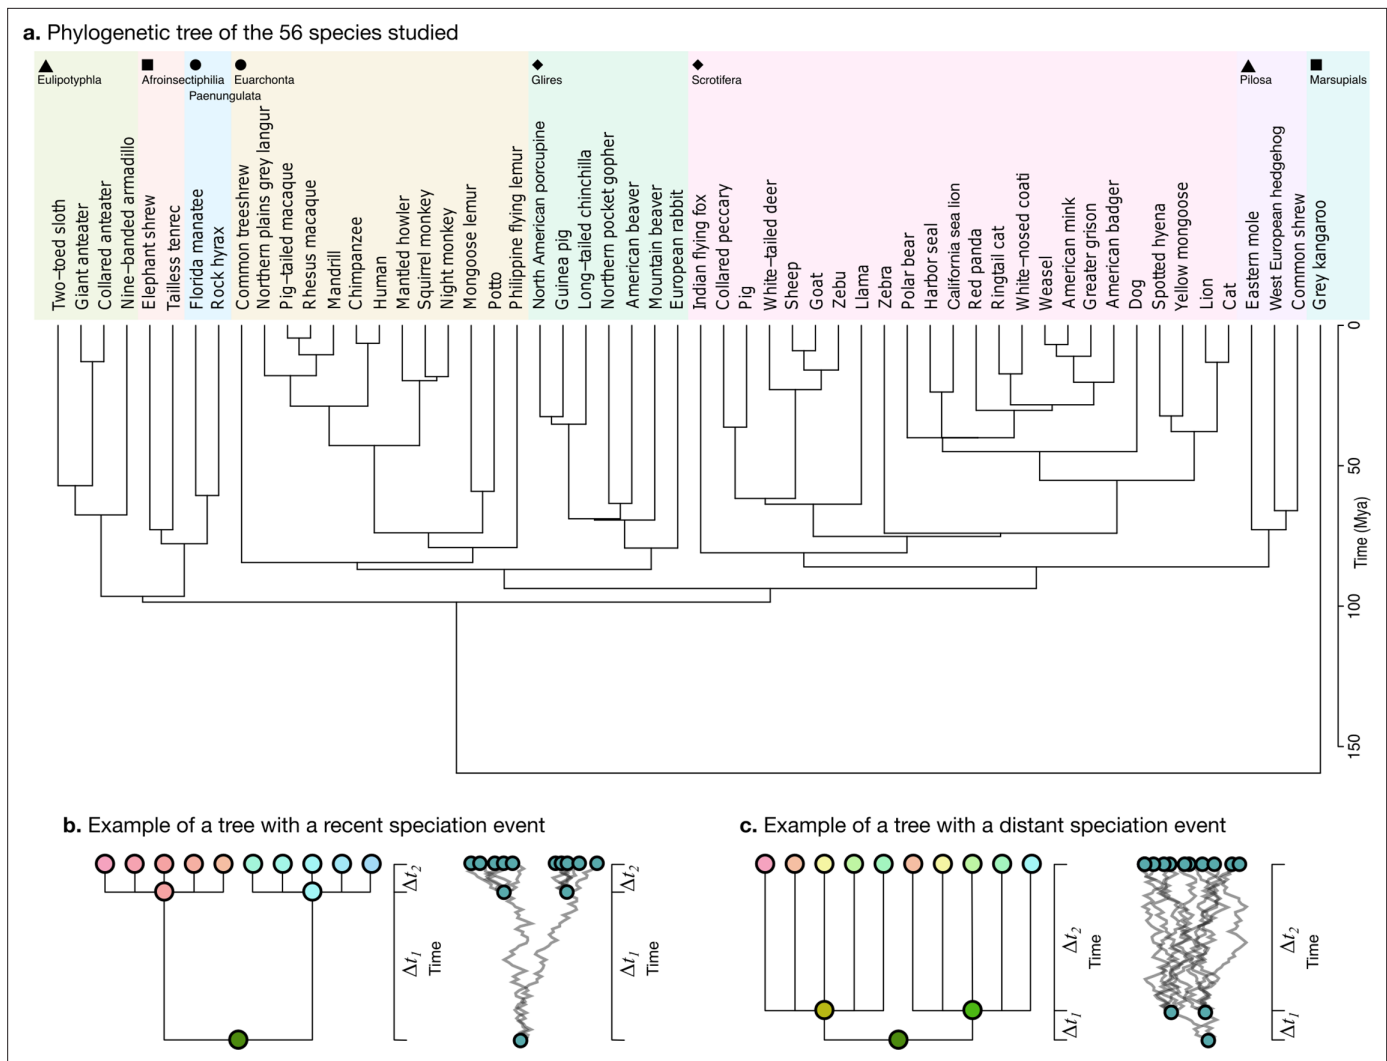 a. Phylogenetic tree of the 56 species studied
Eulipotyphla
Afroinsectiphilia
Paenungulata
Euarchonta
Glires
Scrotifera
Pilosa
Marsupials
Two-toed sloth
Giant anteater
Collared anteater
Nine-banded armadillo
Elephant shrew
Tailless tenrec
Florida manatee
Rock hyrax
Common treeshrew
Northern plains grey langur
Pig-tailed macaque
Rhesus macaque
Mandrill
Chimpanzee
Human
Mantled howler
Squirrel monkey
Night monkey
Mongoose lemur
Potto
Philippine flying lemur
North American porcupine
Guinea pig
Long-tailed chinchilla
Northern pocket gopher
American beaver
Mountain beaver
European rabbit
Indian flying fox
Collared peccary
Pig
White-tailed deer
Sheep
Goat
Zebu
Llama
Zebra
Polar bear
Harbor seal
California sea lion
Red panda
Ringtail cat
White-nosed coati
Weasel
American mink
Greater grison
American badger
Dog
Spotted hyena
Yellow mongoose
Lion
Cat
Eastern mole
West European hedgehog
Common shrew
Grey kangaroo
0
50
100
150
Time (Mya)
b. Example of a tree with a recent speciation event
Δt2
Δt1
Time
Δt2
Δt1
Time
c. Example of a tree with a distant speciation event
Δt2
Δt1
Time
Δt2
Δt1
Time